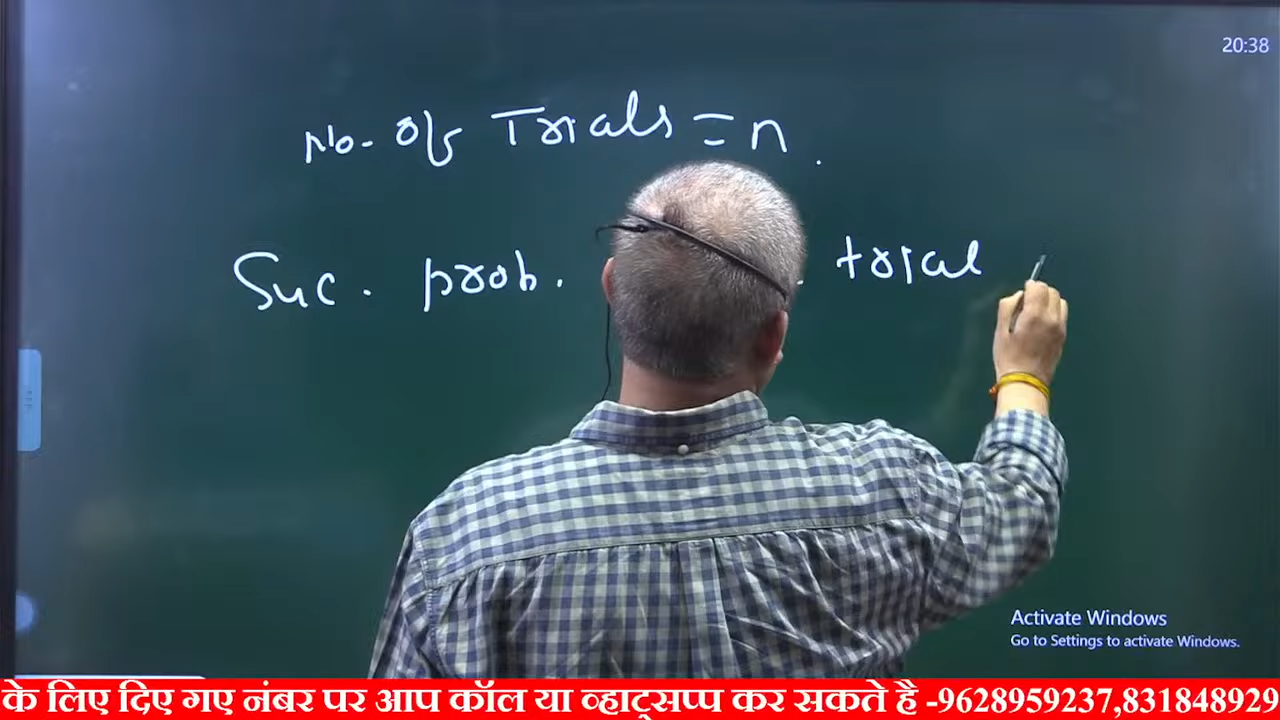 20:38
No. Of Trials = n.
Suc. prob. trial
Activate Windows
Go to Settings to activate Windows.
के लिए दिए गए नंबर पर आप कॉल या व्हाट्सप्प कर सकते है -9628959237,831848929